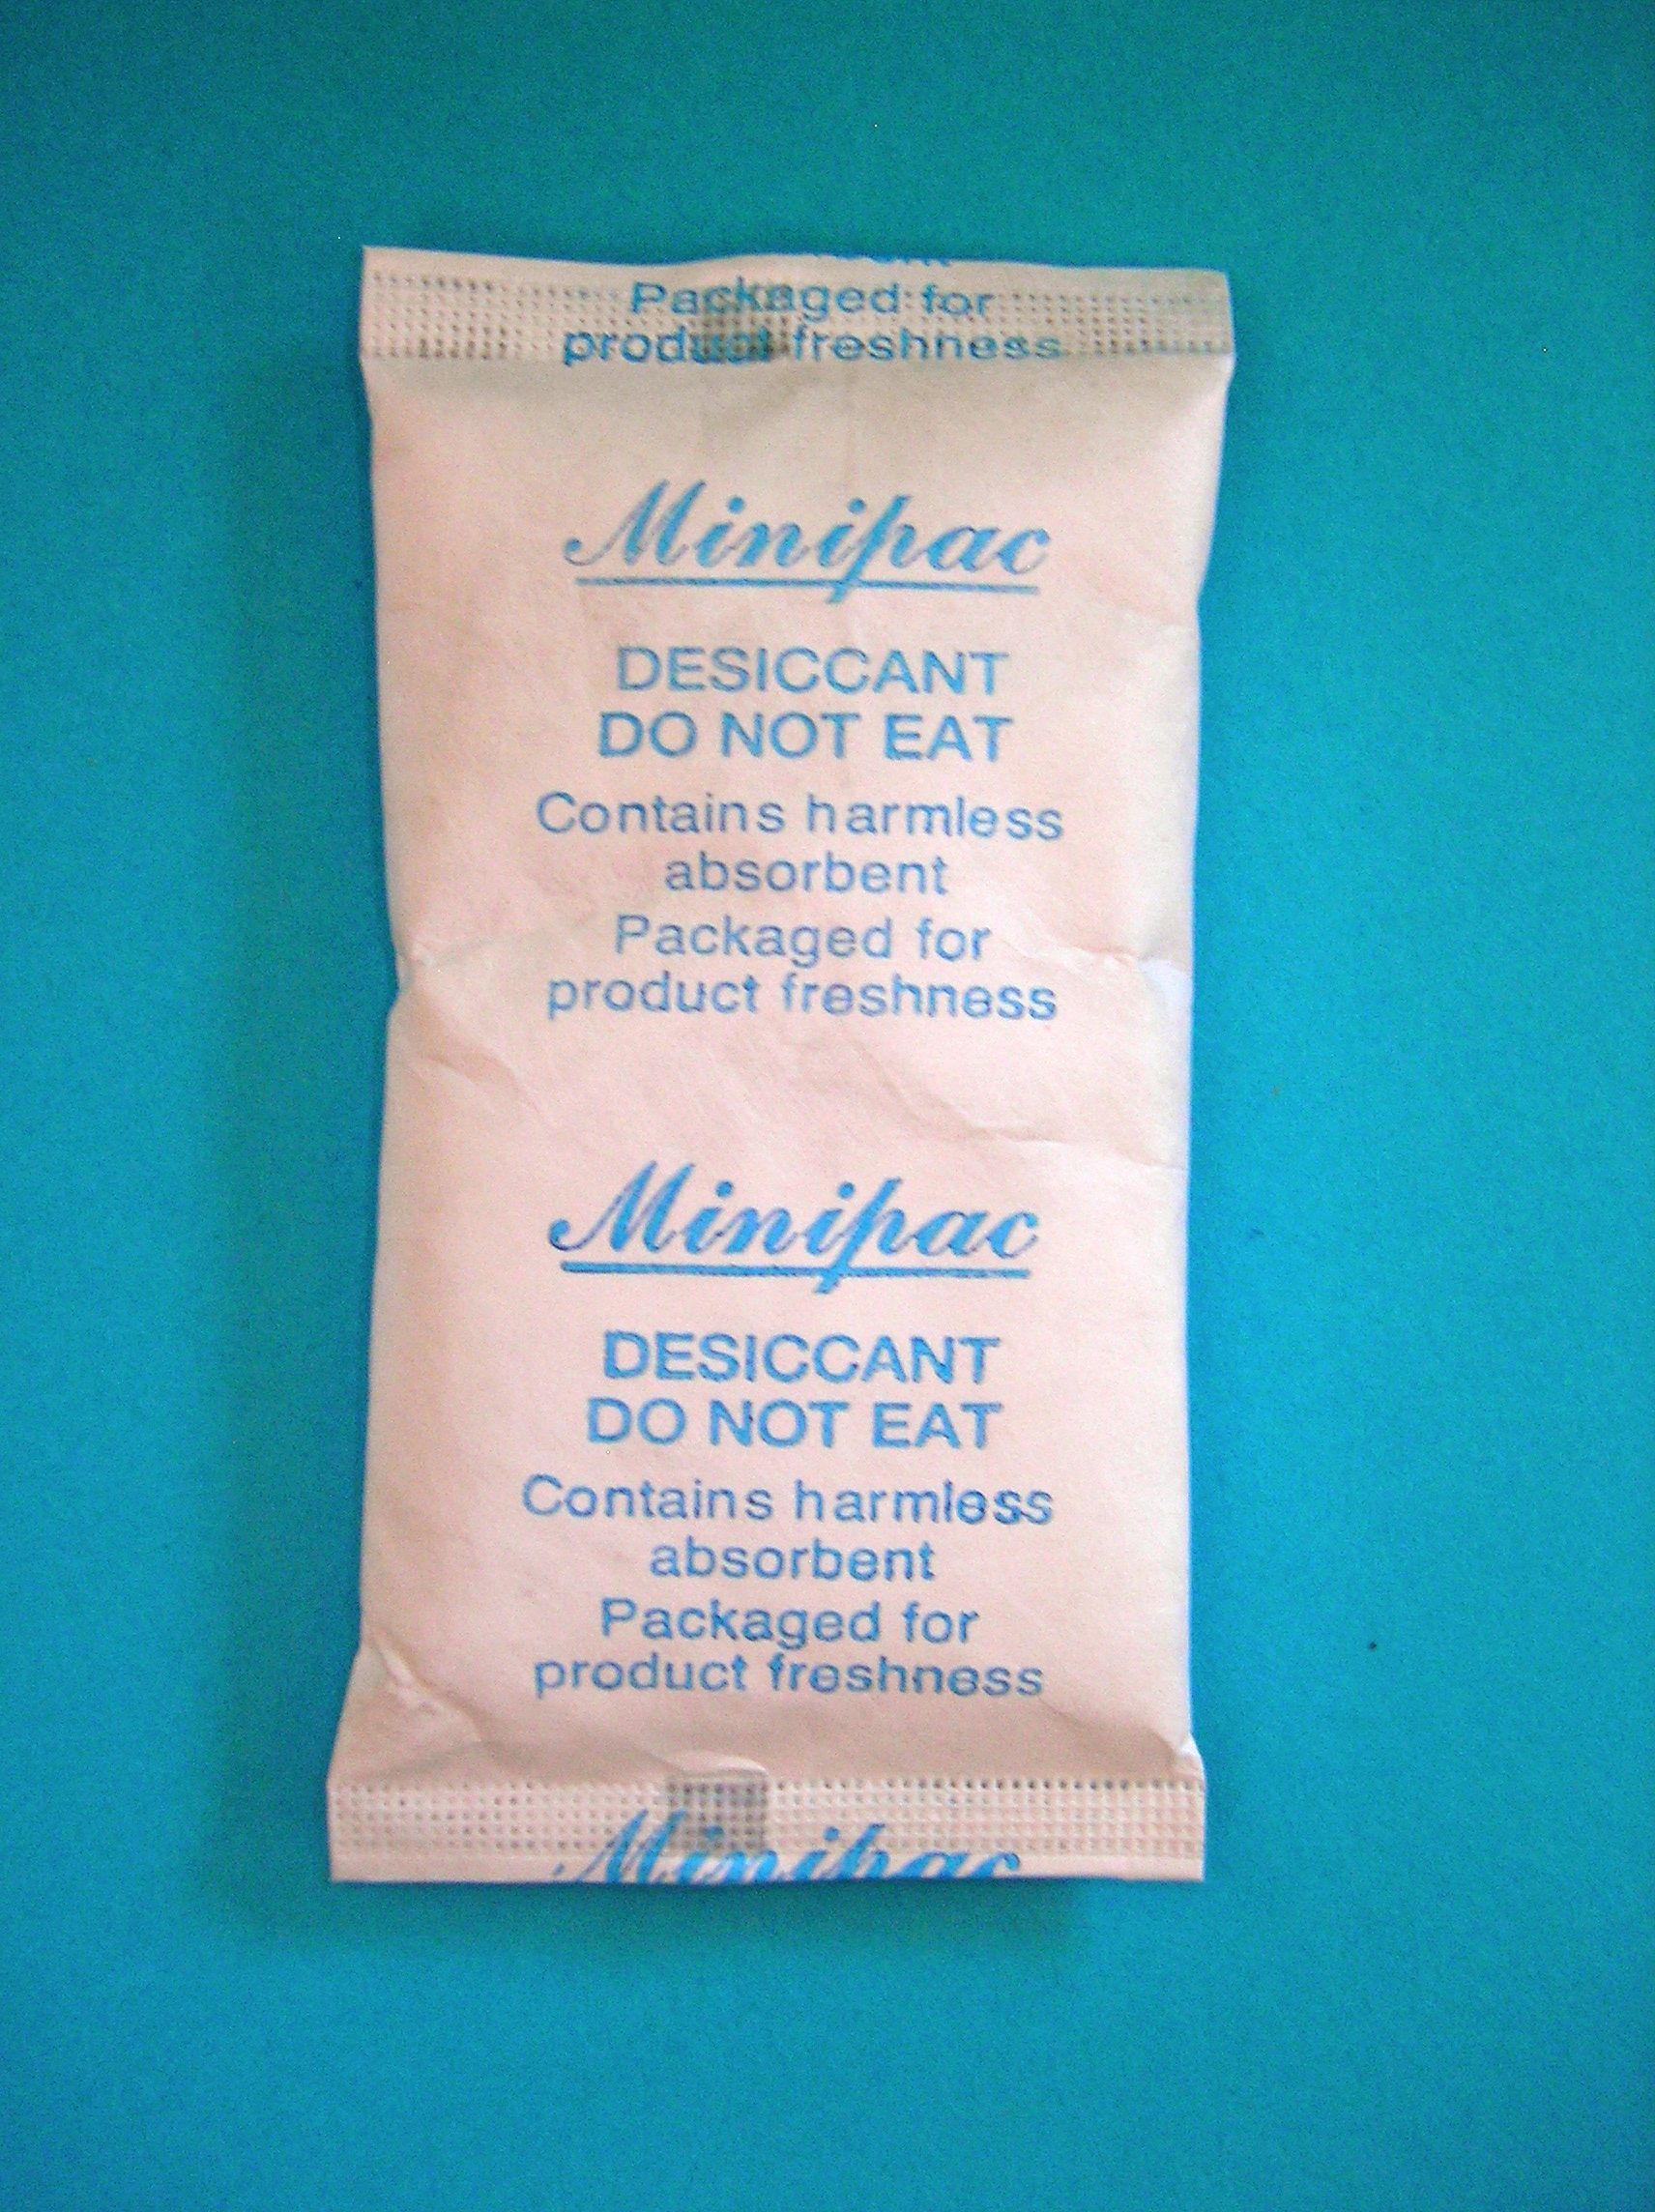 Packaged for
product freshness
Minipac
DESICCANT
DO NOT EAT
Contains harmless
absorbent
Packaged for
product freshness
Minipac
DESICCANT
DO NOT EAT
Contains harmless
absorbent
Packaged for
product freshness
Minipac